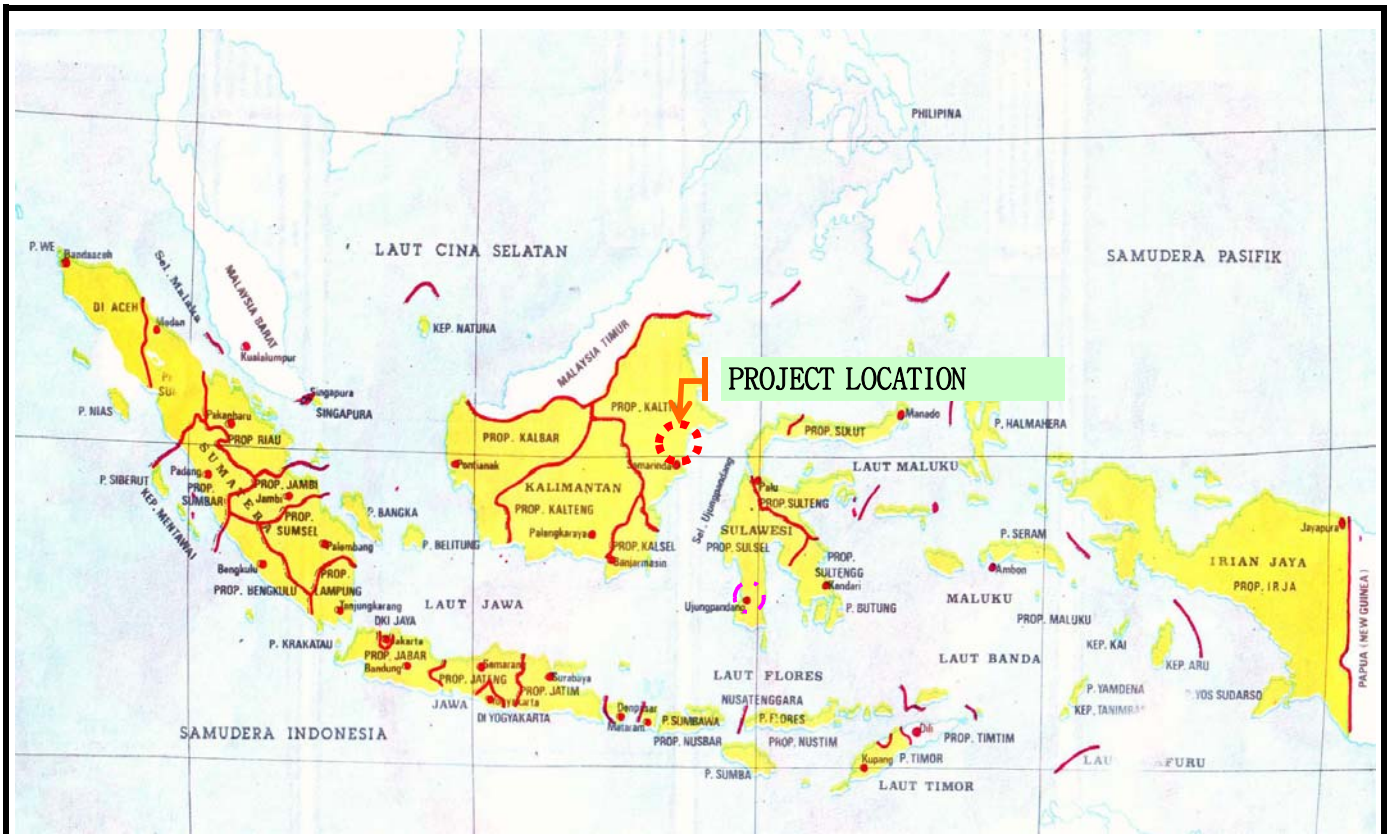 PHILIPINA
P. WE
Bandaaceh
LAUT CINA SELATAN
SAMUDERA PASIFIK
Sel. Malaka
MALAYSIA BARAT
DI ACEH
Medan
KEP. NATUNA
Kualalumpur
MALAYSIA TIMUR
PROJECT LOCATION
Singapura
SINGAPURA
P. NIAS
Pakanbaru
PROP RIAU
PROP. KALTI
PROP. KALBAR
Manado
PROP. SULUT
P. HALMAHERA
SUMATERA
Padang
PROP. SUMBAR
P. SIBERUT
KEP. MENTAWAI
PROP. JAMBI
Jambi
Pontianak
Samarinda
LAUT MALUKU
Sel. Ujungpandang
Palu
PROP. SULTENG
KALIMANTAN
PROP. KALTENG
P. BANGKA
PROP. SUMSEL
Palembang
P. BELITUNG
Palangkaraya
PROP. KALSEL
Banjarmasin
SULAWESI
PROP. SULSEL
PROP. SULTENGG
Kendari
P. SERAM
Ambon
Jayapura
IRIAN JAYA
PROP. IRJA
PAPUA (NEW GUINEA)
Bengkulu
PROP. BENGKULU
PROP. LAMPUNG
Tanjungkarang
LAUT JAWA
Ujungpandang
P. BUTUNG
MALUKU
PROP. MALUKU
DKI JAYA
P. KRAKATAU
Jakarta
PROP. JABAR
Bandung
Semarang
PROP. JATENG
Surabaya
PROP. JATIM
JAWA
DI YOGYAKARTA
LAUT BANDA
KEP. KAI
KEP. ARU
LAUT FLORES
NUSATENGGARA
P. YAMDENA
KEP. TANIMBAR
YOS SUDARSO
Denpasar
Mataram
P. SUMBAWA
P. FLORES
PROP. NUSBAR
PROP. NUSTIM
Dili
PROP. TIMTIM
SAMUDERA INDONESIA
P. SUMBA
Kupang
P. TIMOR
LAUT TIMOR